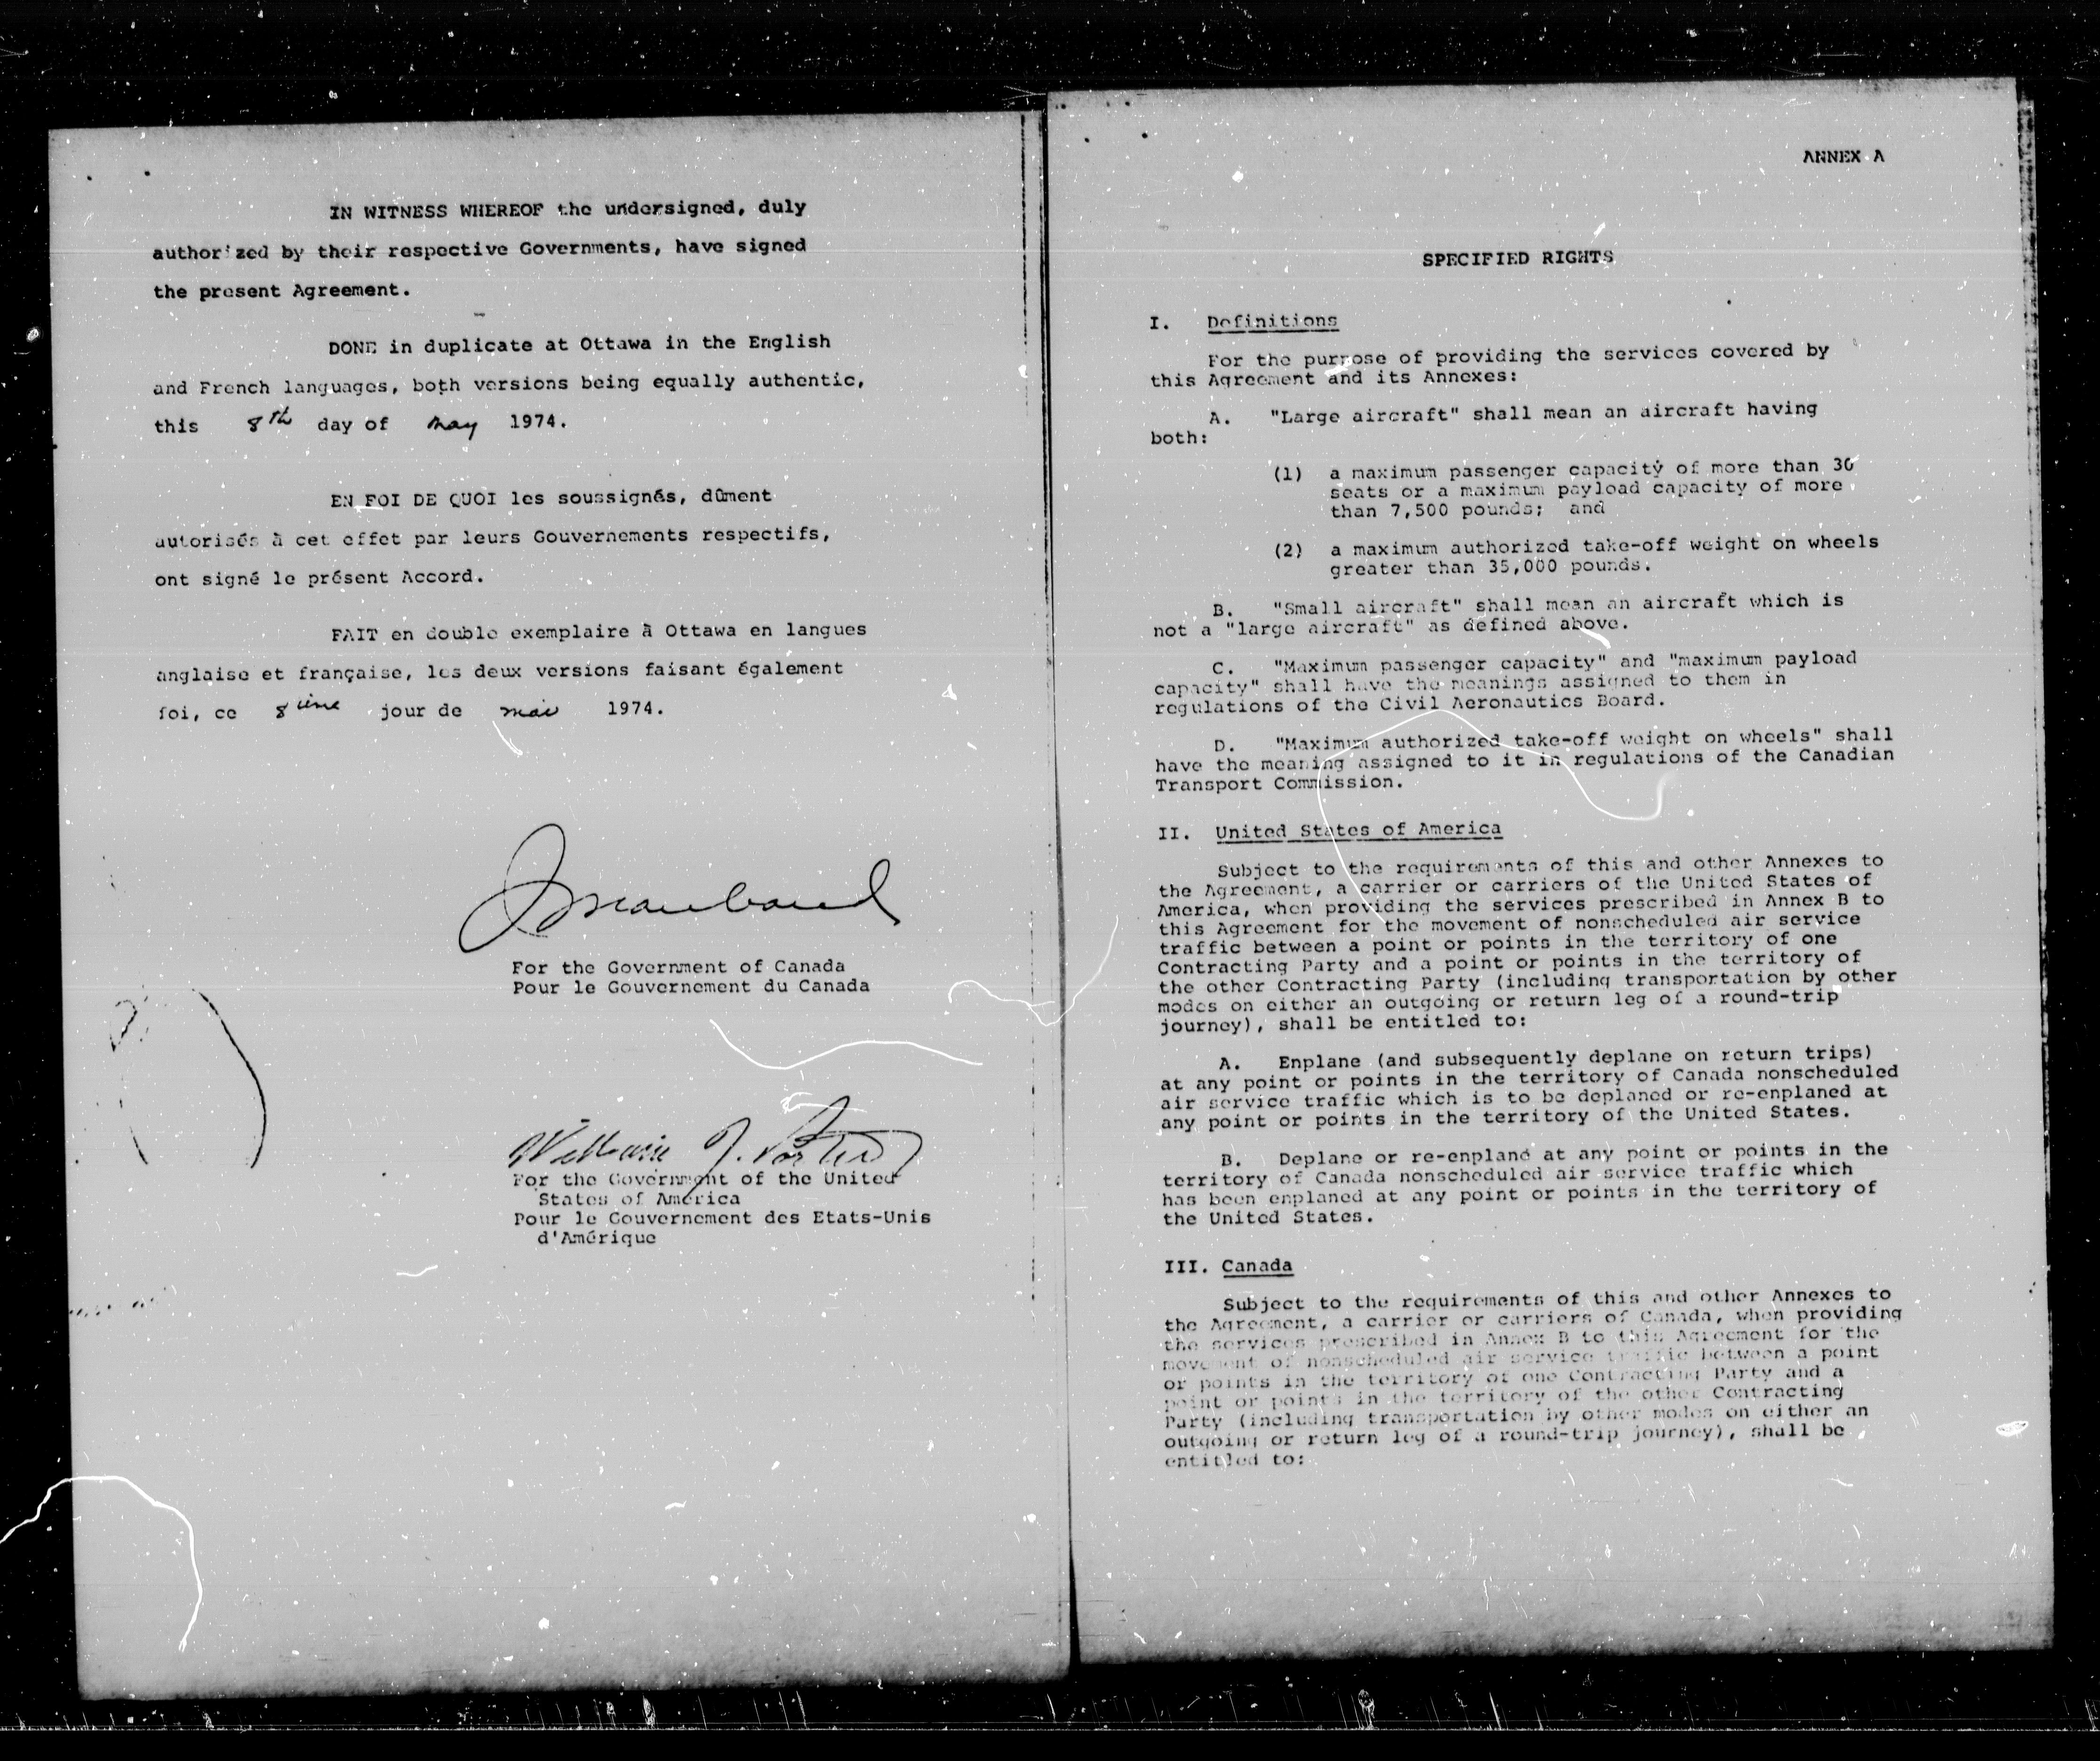 IN WITNESS WHEREOF the undersigned, duly
authorized by their respective Governments, have signed
the present Agreement.
DONE in duplicate at Ottawa in the English
and French languages, both versions being equally authentic,
this 8th day of May 1974.
EN FOI DE QUOI les soussignés, dûment
autorisés à cet effet par leurs Gouvernements respectifs,
ont signé le présent Accord.
FAIT en double exemplaire à Ottawa en langues
anglaise et française, les deux versions faisant également
foi, ce 8ième jour de mai 1974.
For the Government of Canada
Pour le Gouvernement du Canada
William J. Porter
For the Government of the United
States of America
Pour le Gouvernement des Etats-Unis
d'Amérique
ANNEX A
SPECIFIED RIGHTS
I. Definitions
For the purpose of providing the services covered by
this Agreement and its Annexes:
A. "Large aircraft" shall mean an aircraft having
both:
(1) a maximum passenger capacity of more than 30
seats or a maximum payload capacity of more
than 7,500 pounds; and
(2) a maximum authorized take-off weight on wheels
greater than 35,000 pounds.
B. "Small aircraft" shall mean an aircraft which is
not a "large aircraft" as defined above.
C. "Maximum passenger capacity" and "maximum payload
capacity" shall have the meanings assigned to them in
regulations of the Civil Aeronautics Board.
D. "Maximum authorized take-off weight on wheels" shall
have the meaning assigned to it in regulations of the Canadian
Transport Commission.
II. United States of America
Subject to the requirements of this and other Annexes to
the Agreement, a carrier or carriers of the United States of
America, when providing the services prescribed in Annex B to
this Agreement for the movement of nonscheduled air service
traffic between a point or points in the territory of one
Contracting Party and a point or points in the territory of
the other Contracting Party (including transportation by other
modes on either an outgoing or return leg of a round-trip
journey), shall be entitled to:
A. Enplane (and subsequently deplane on return trips)
at any point or points in the territory of Canada nonscheduled
air service traffic which is to be deplaned or re-enplaned at
any point or points in the territory of the United States.
B. Deplane or re-enplane at any point or points in the
territory of Canada nonscheduled air service traffic which
has been enplaned at any point or points in the territory of
the United States.
III. Canada
Subject to the requirements of this and other Annexes to
the Agreement, a carrier or carriers of Canada, when providing
the services prescribed in Annex B to this Agreement for the
movement of nonscheduled air service traffic between a point
or points in the territory of one Contracting Party and a
point or points in the territory of the other Contracting
Party (including transportation by other modes on either an
outgoing or return leg of a round-trip journey), shall be
entitled to: